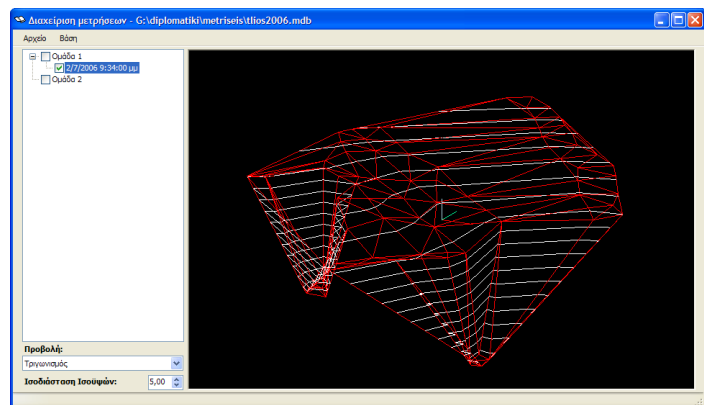 Διαχείριση μετρήσεων - G:\diplomatiki\metriseis\tlios2006.mdb
Αρχείο Βάση
Ομάδα 1
2/7/2006 9:34:00 μμ
Ομάδα 2
Προβολή:
Τριγωνισμός
Ισοδιάσταση Ισοϋψών: 5,00